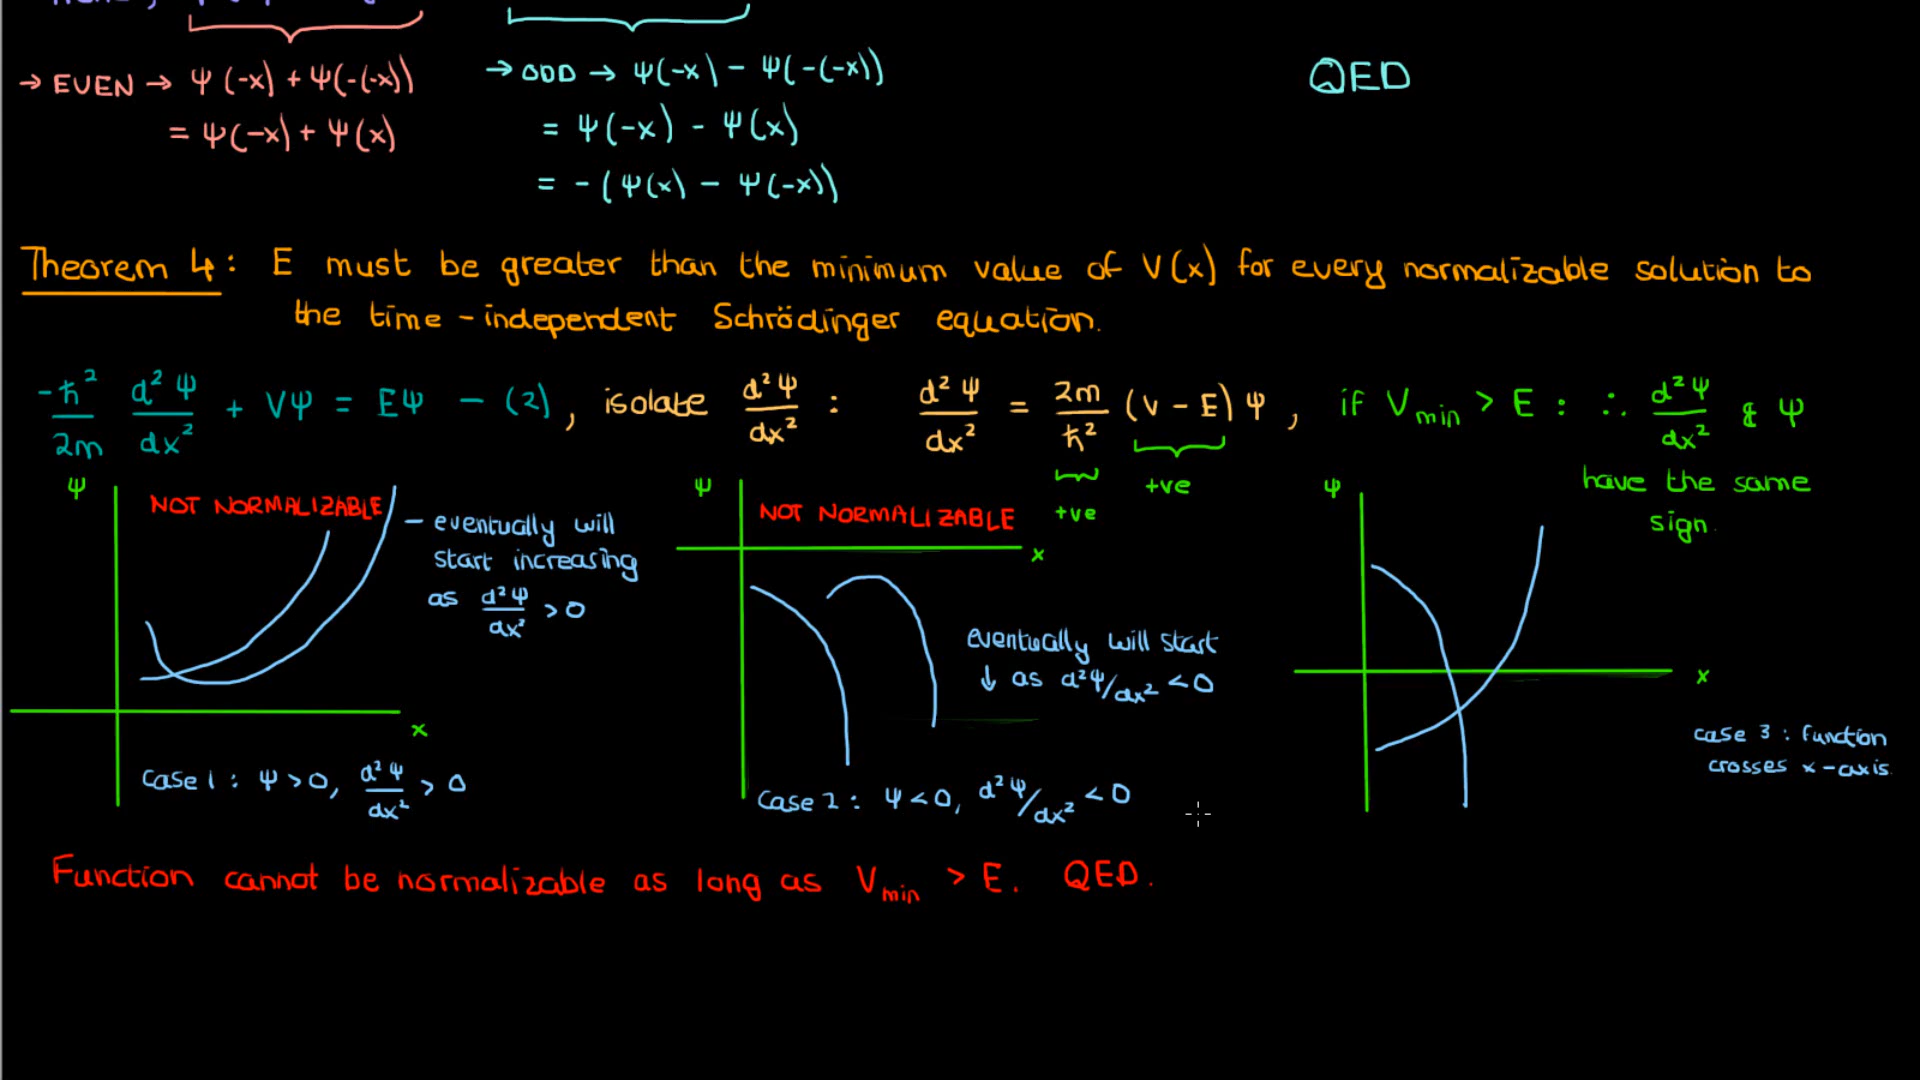 → EVEN → Ψ(-x) + Ψ(-(-x))
= Ψ(-x) + Ψ(x)
→ ODD → Ψ(-x) - Ψ(-(-x))
= Ψ(-x) - Ψ(x)
= -(Ψ(x) - Ψ(-x))
QED
Theorem 4: E must be greater than the minimum value of V(x) for every normalizable solution to
the time-independent Schrödinger equation.
-ħ²/2m d²Ψ/dx² + VΨ = EΨ - (2), isolate d²Ψ/dx² : d²Ψ/dx² = 2m/ħ² (V - E)Ψ, if Vmin > E : ∴ d²Ψ/dx² & Ψ
have the same
sign.
+ve
+ve
Ψ
NOT NORMALIZABLE
- eventually will
start increasing
as d²Ψ/dx² > 0
x
case 1: Ψ > 0, d²Ψ/dx² > 0
Ψ
NOT NORMALIZABLE
x
eventually will start
↓ as d²Ψ/dx² < 0
case 2: Ψ < 0, d²Ψ/dx² < 0
Ψ
x
case 3: function
crosses x-axis.
Function cannot be normalizable as long as Vmin > E. QED.